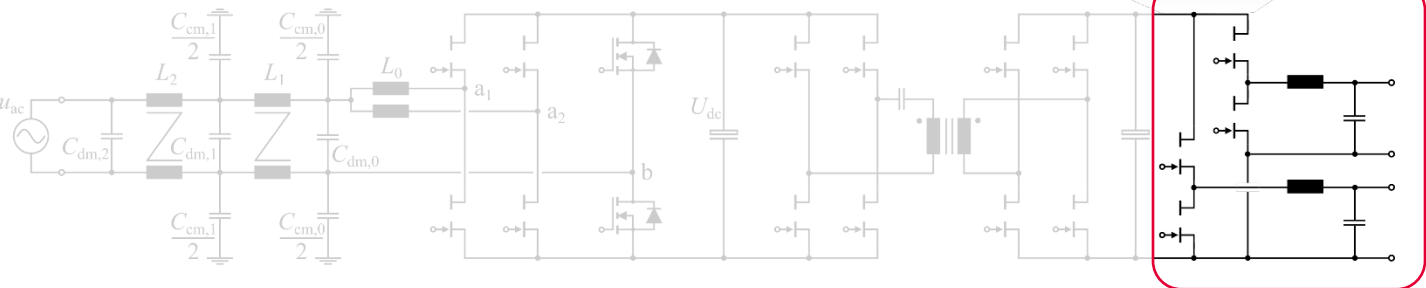 C_cm,1
2
C_cm,0
2
L_2
L_1
L_0
u_ac
a_1
a_2
U_dc
C_dm,2
C_dm,1
C_dm,0
b
C_cm,1
2
C_cm,0
2